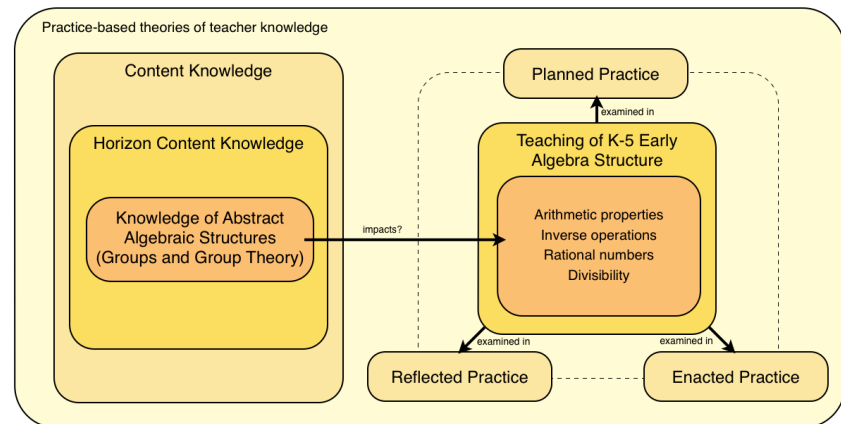 Practice-based theories of teacher knowledge
Content Knowledge
Horizon Content Knowledge
Knowledge of Abstract
Algebraic Structures
(Groups and Group Theory)
impacts?
Planned Practice
examined in
Teaching of K-5 Early
Algebra Structure
Arithmetic properties
Inverse operations
Rational numbers
Divisibility
examined in
examined in
Reflected Practice
Enacted Practice